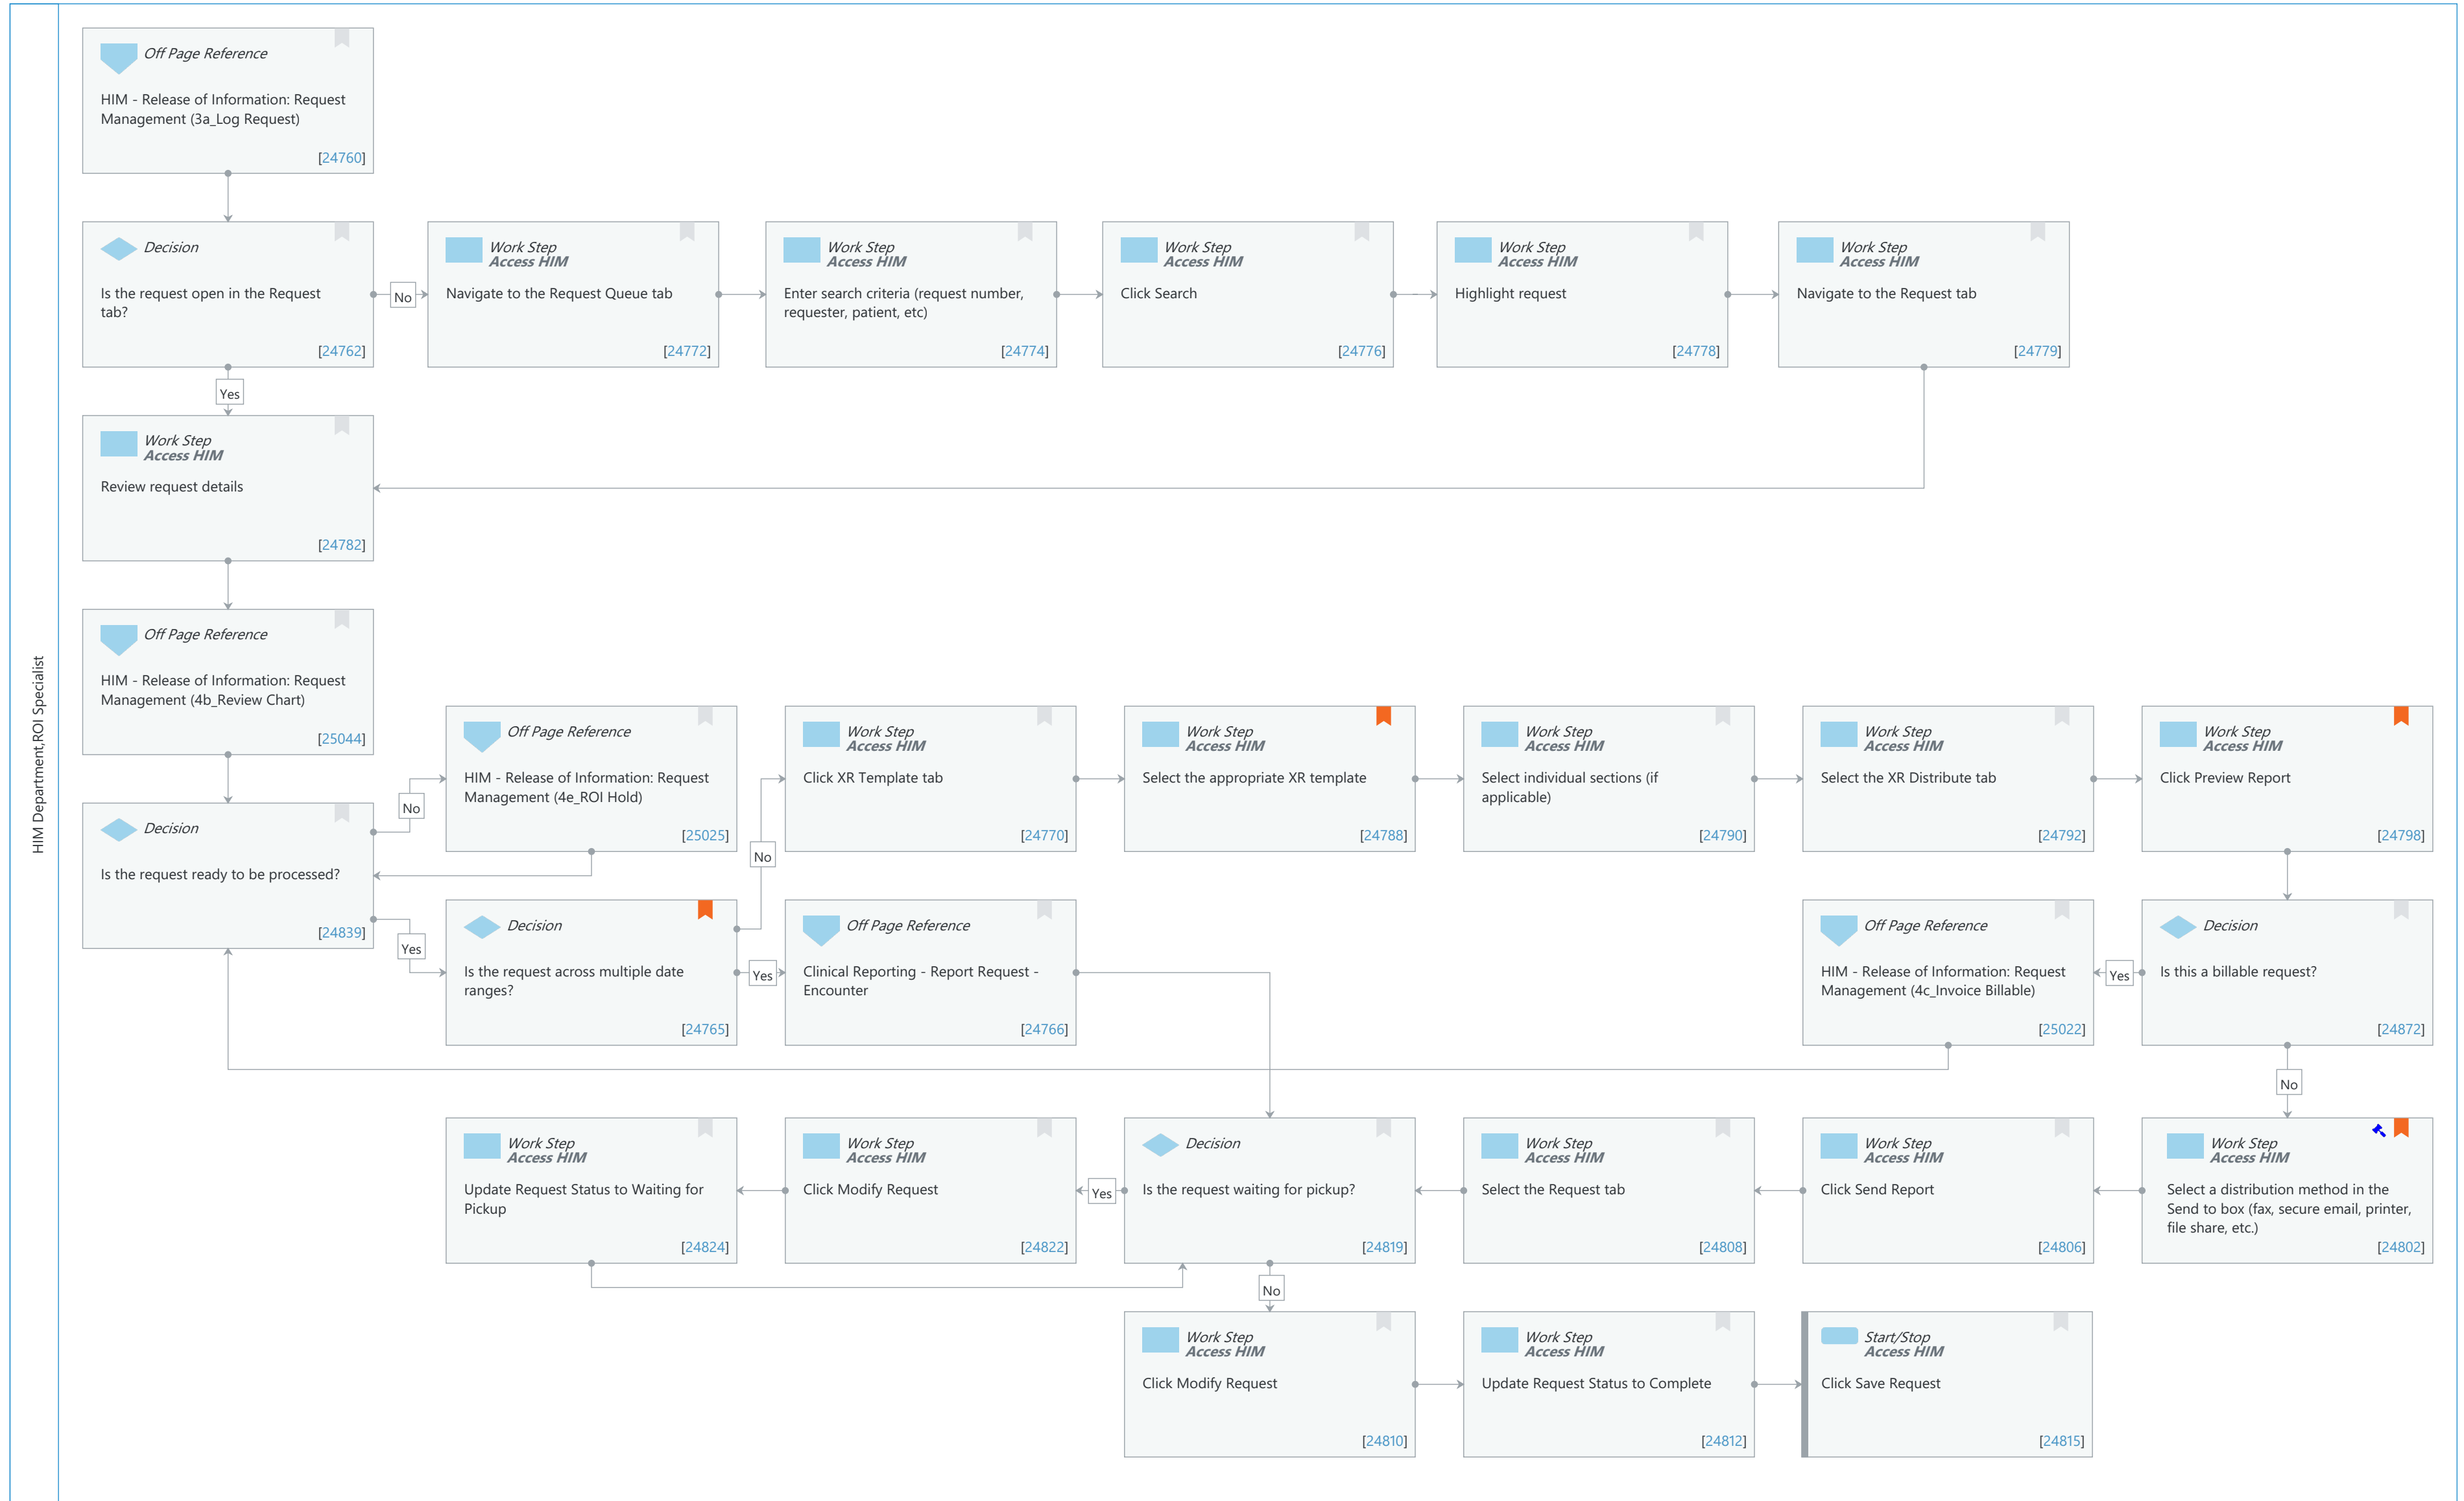 HIM Department,ROI Specialist
Off Page Reference
HIM - Release of Information: Request
Management (3a_Log Request)
[24760]
Decision
Is the request open in the Request
tab?
[24762]
No
Work Step
Access HIM
Navigate to the Request Queue tab
[24772]
Work Step
Access HIM
Enter search criteria (request number,
requester, patient, etc)
[24774]
Work Step
Access HIM
Click Search
[24776]
Work Step
Access HIM
Highlight request
[24778]
Work Step
Access HIM
Navigate to the Request tab
[24779]
Yes
Work Step
Access HIM
Review request details
[24782]
Off Page Reference
HIM - Release of Information: Request
Management (4b_Review Chart)
[25044]
Decision
Is the request ready to be processed?
[24839]
No
Off Page Reference
HIM - Release of Information: Request
Management (4e_ROI Hold)
[25025]
Yes
Decision
Is the request across multiple date
ranges?
[24765]
No
Work Step
Access HIM
Click XR Template tab
[24770]
Work Step
Access HIM
Select the appropriate XR template
[24788]
Work Step
Access HIM
Select individual sections (if
applicable)
[24790]
Work Step
Access HIM
Select the XR Distribute tab
[24792]
Work Step
Access HIM
Click Preview Report
[24798]
Yes
Off Page Reference
Clinical Reporting - Report Request -
Encounter
[24766]
Off Page Reference
HIM - Release of Information: Request
Management (4c_Invoice Billable)
[25022]
Yes
Decision
Is this a billable request?
[24872]
No
Work Step
Access HIM
Update Request Status to Waiting for
Pickup
[24824]
Work Step
Access HIM
Click Modify Request
[24822]
Yes
Decision
Is the request waiting for pickup?
[24819]
Work Step
Access HIM
Select the Request tab
[24808]
Work Step
Access HIM
Click Send Report
[24806]
Work Step
Access HIM
Select a distribution method in the
Send to box (fax, secure email, printer,
file share, etc.)
[24802]
No
Work Step
Access HIM
Click Modify Request
[24810]
Work Step
Access HIM
Update Request Status to Complete
[24812]
Start/Stop
Access HIM
Click Save Request
[24815]